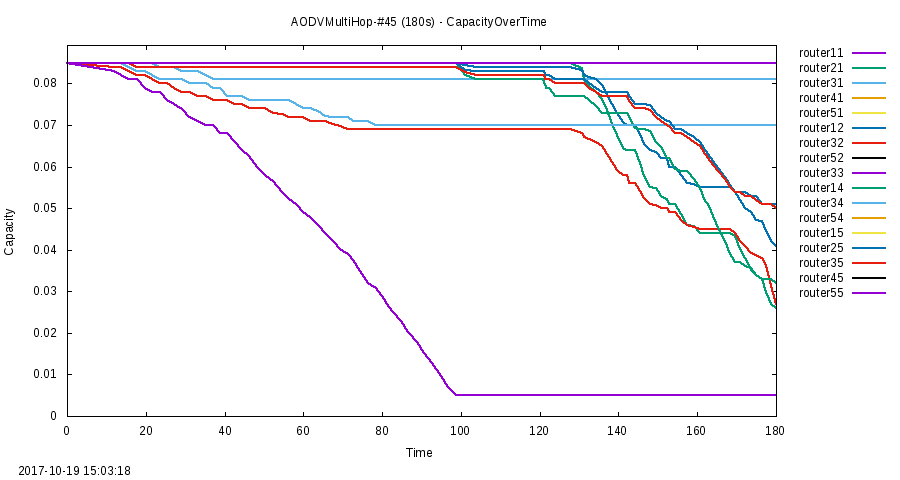 AODVMultiHop-#45 (180s) - CapacityOverTime
router11
router21
router31
router41
router51
router12
router32
router52
router33
router14
router34
router54
router15
router25
router35
router45
router55
0.08
0.07
0.06
0.05
0.04
0.03
0.02
0.01
0
Capacity
0 20 40 60 80 100 120 140 160 180
Time
2017-10-19 15:03:18